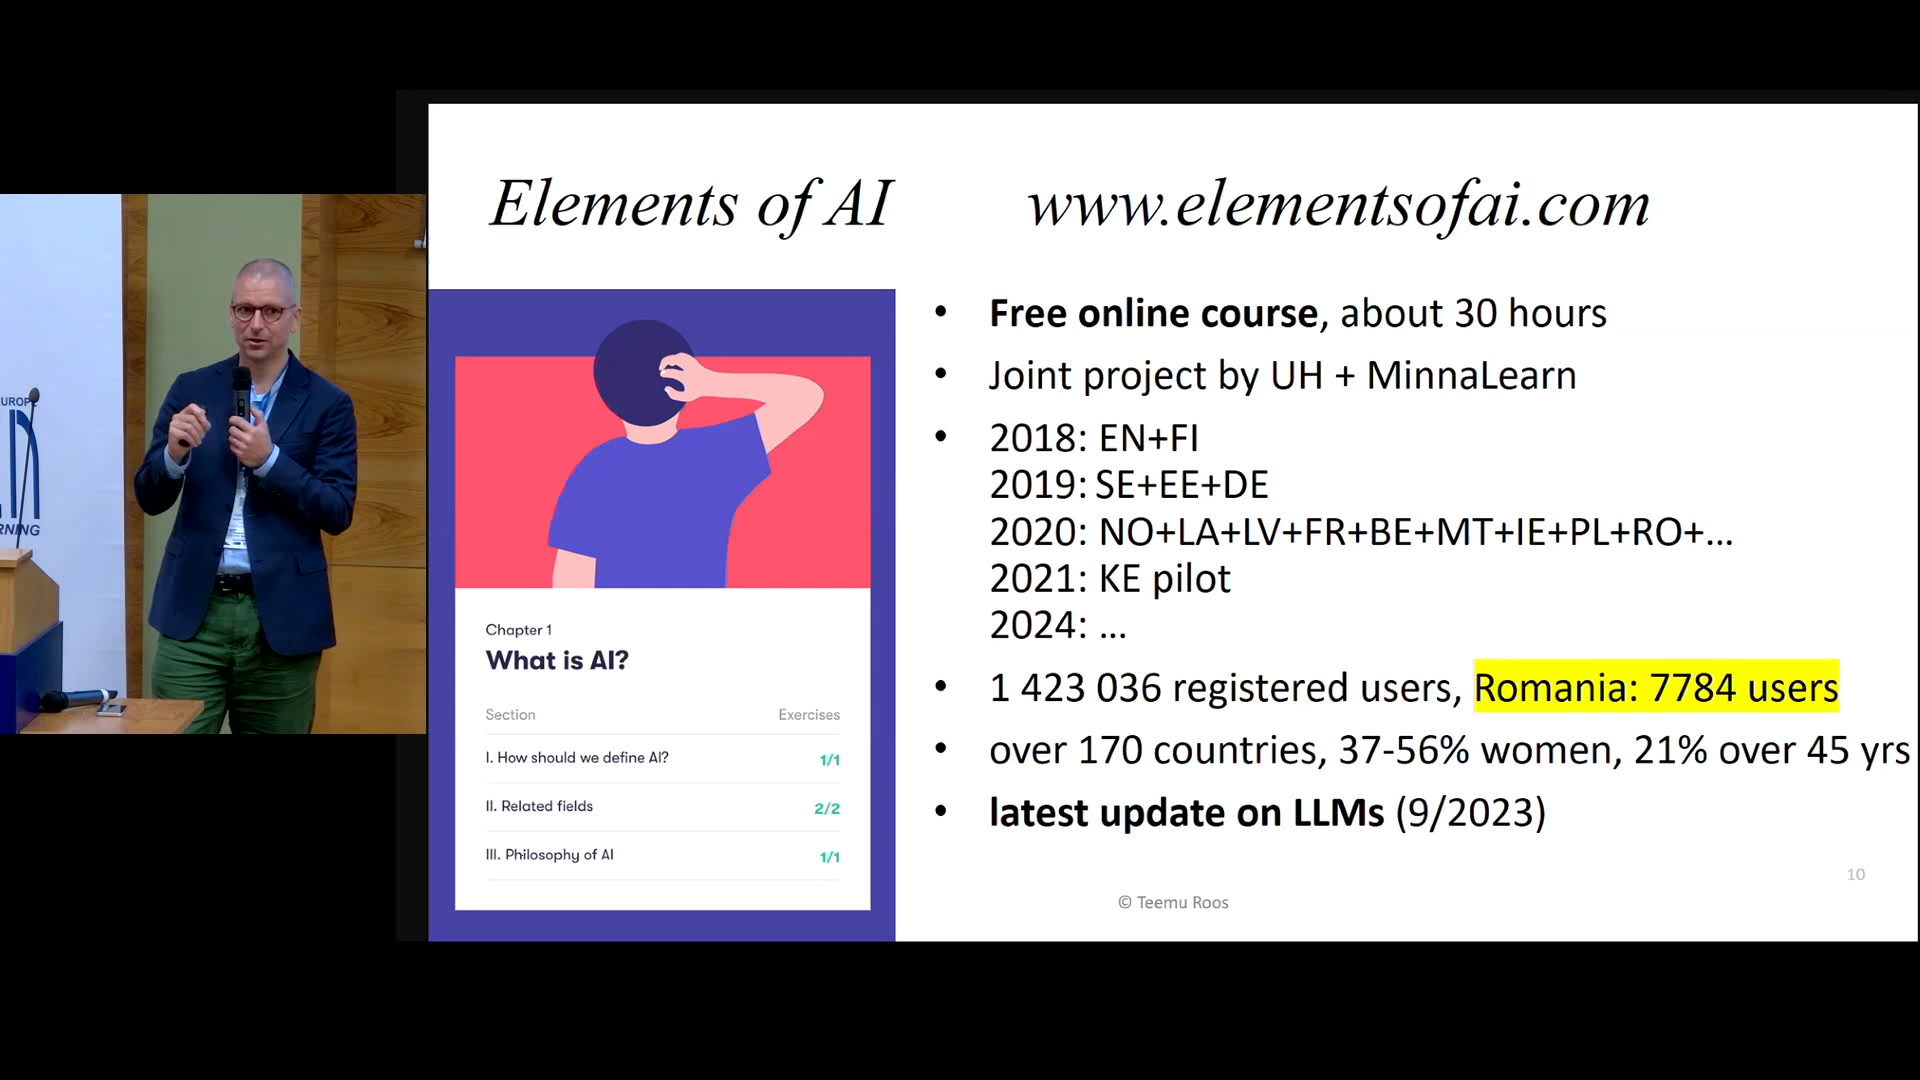 Elements of AI
www.elementsofai.com
Chapter 1
What is AI?
Section Exercises
I. How should we define AI? 1/1
II. Related fields 2/2
III. Philosophy of AI 1/1
• Free online course, about 30 hours
• Joint project by UH + MinnaLearn
• 2018: EN+FI
2019: SE+EE+DE
2020: NO+LA+LV+FR+BE+MT+IE+PL+RO+...
2021: KE pilot
2024: ...
• 1 423 036 registered users, Romania: 7784 users
• over 170 countries, 37-56% women, 21% over 45 yrs
• latest update on LLMs (9/2023)
10
© Teemu Roos